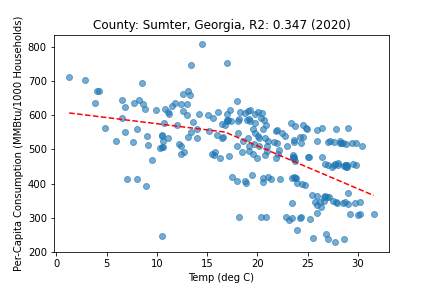 County: Sumter, Georgia, R2: 0.347 (2020)
Per-Capita Consumption (MMBtu/1000 Households)
800
700
600
500
400
300
200
0 5 10 15 20 25 30
Temp (deg C)